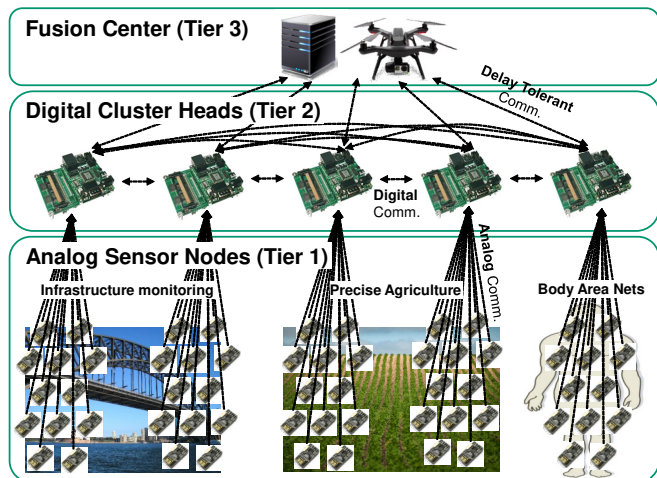 Fusion Center (Tier 3)
Delay Tolerant
Comm.
Digital Cluster Heads (Tier 2)
Digital
Comm.
Analog Sensor Nodes (Tier 1)
Analog Comm.
Infrastructure monitoring
Precise Agriculture
Body Area Nets